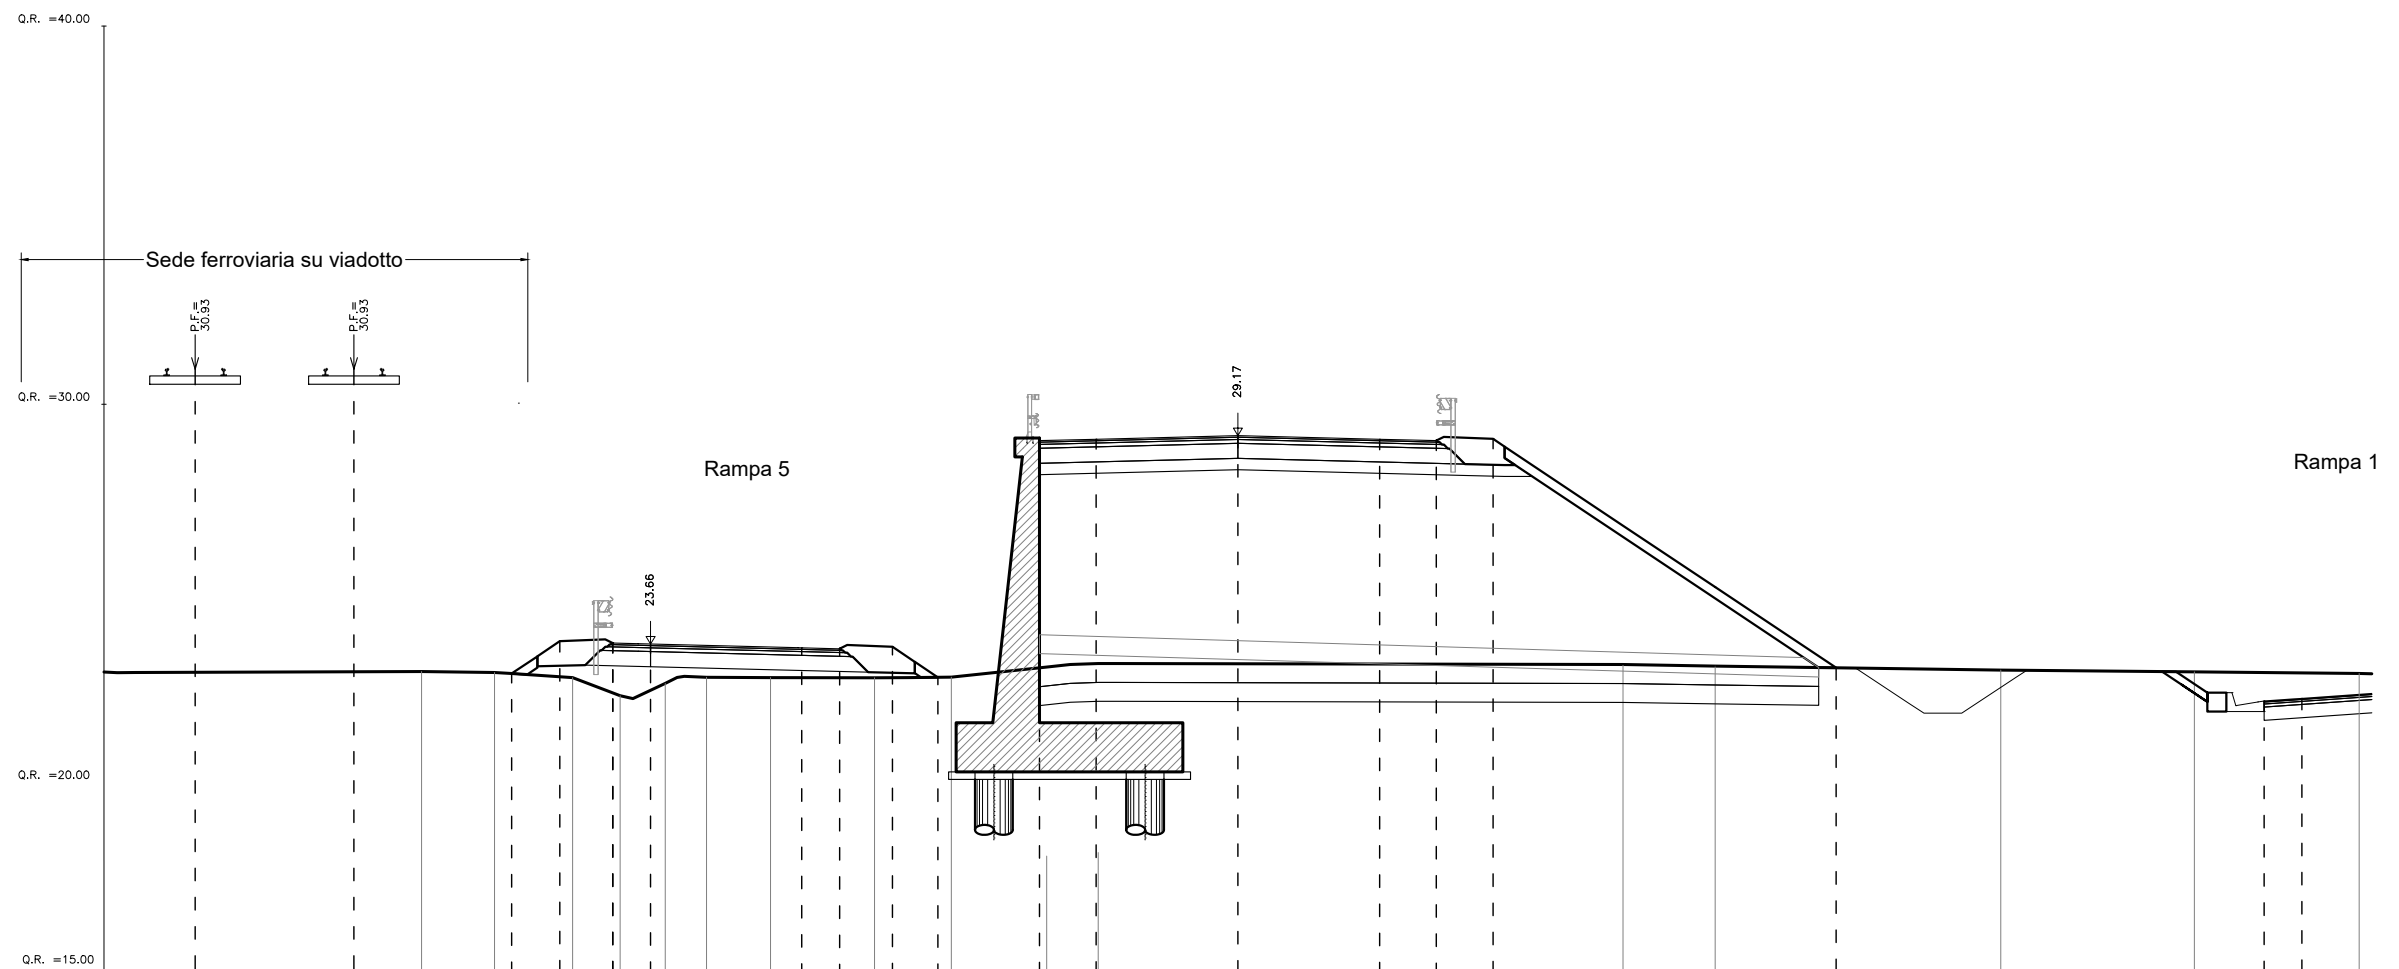 Q.R. =40.00
Sede ferroviaria su viadotto
P.F.=
30.93
P.F.=
30.93
Q.R. =30.00
29.17
Rampa 5
Rampa 1
23.66
Q.R. =20.00
Q.R. =15.00